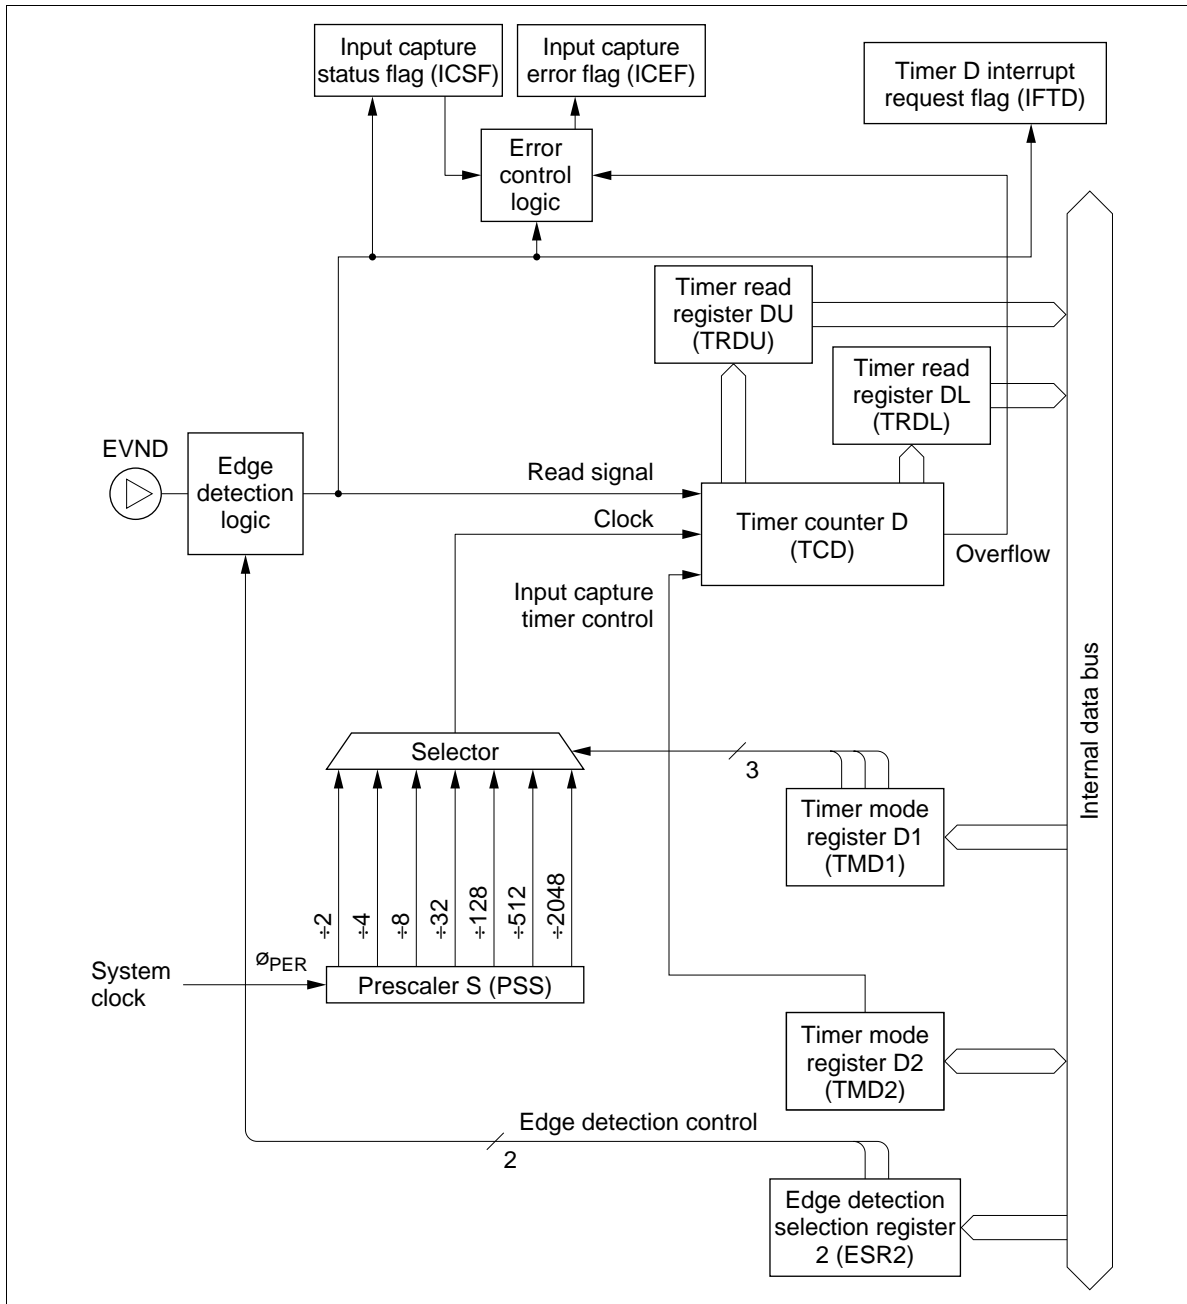 Input capture
status flag (ICSF)
Input capture
error flag (ICEF)
Timer D interrupt
request flag (IFTD)
Error
control
logic
Timer read
register DU
(TRDU)
Timer read
register DL
(TRDL)
EVND
Edge
detection
logic
Read signal
Clock
Timer counter D
(TCD)
Overflow
Input capture
timer control
Internal data bus
Selector
3
Timer mode
register D1
(TMD1)
÷2
÷4
÷8
÷32
÷128
÷512
÷2048
System
clock
øPER
Prescaler S (PSS)
Timer mode
register D2
(TMD2)
Edge detection control
2
Edge detection
selection register
2 (ESR2)